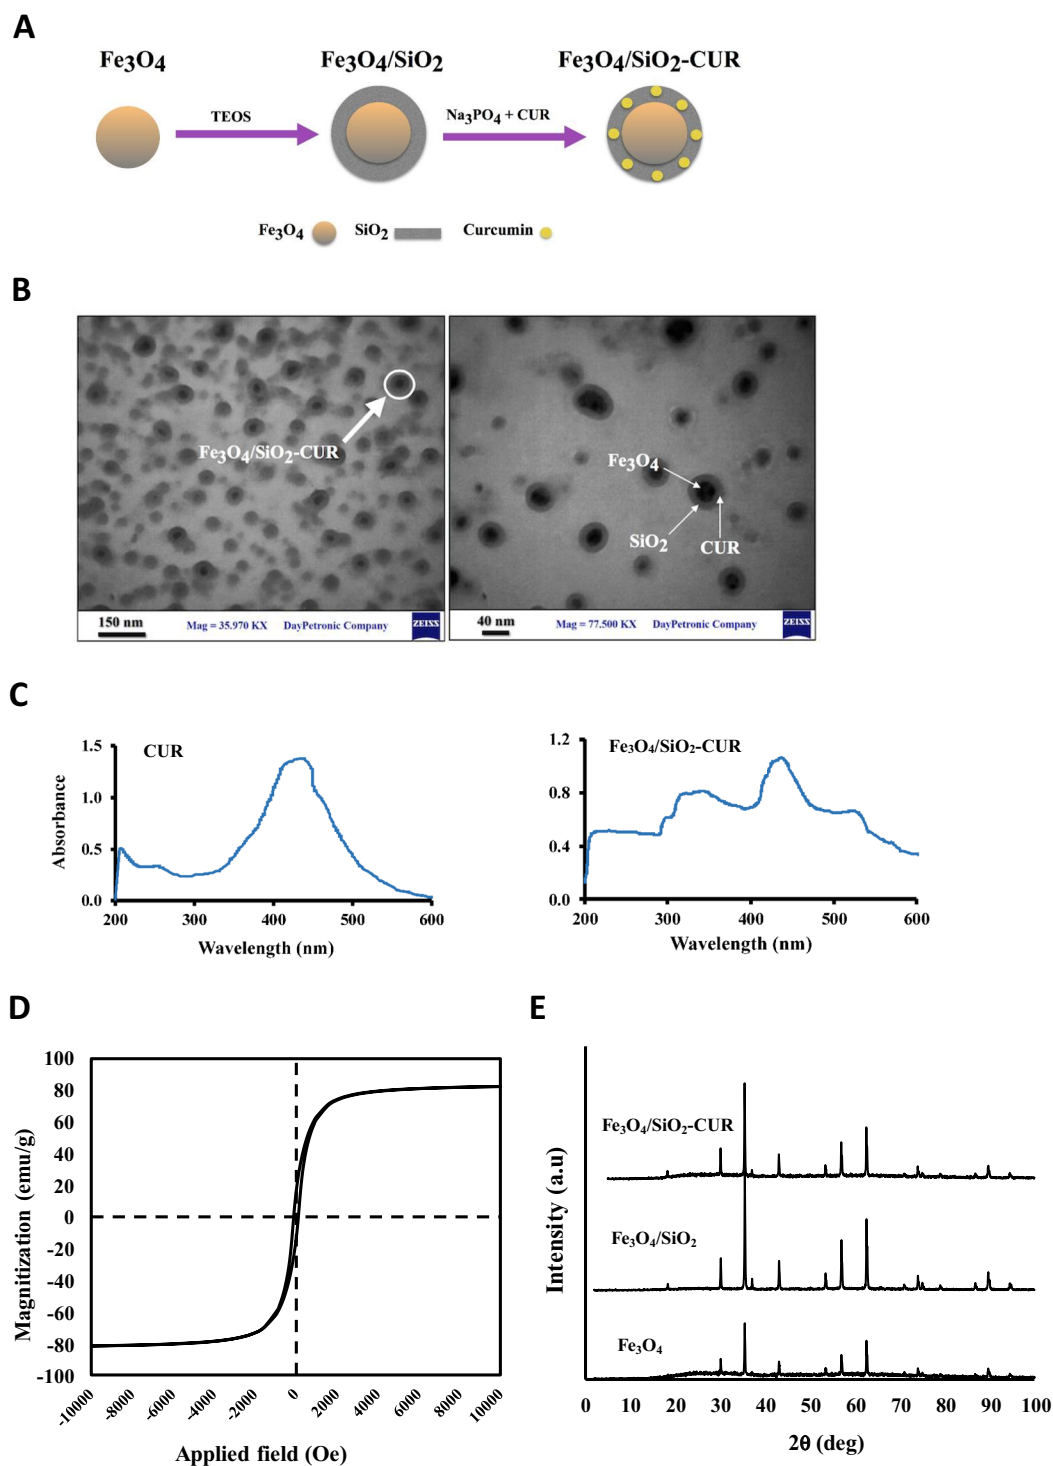 A
Fe₃O₄ Fe₃O₄/SiO₂ Fe₃O₄/SiO₂-CUR
TEOS Na₃PO₄ + CUR
Fe₃O₄ SiO₂ Curcumin
B
Fe₃O₄/SiO₂-CUR
Fe₃O₄
SiO₂ CUR
150 nm Mag = 35.970 KX DayPetronic Company ZEISS
40 nm Mag = 77.500 KX DayPetronic Company ZEISS
C
CUR
Absorbance
1.5
1.0
0.5
0.0
200 300 400 500 600
Wavelength (nm)
Fe₃O₄/SiO₂-CUR
1.2
0.8
0.4
0.0
200 300 400 500 600
Wavelength (nm)
D
Magnitization (emu/g)
100
80
60
40
20
0
-20
-40
-60
-80
-100
-10000 -8000 -6000 -4000 -2000 0 2000 4000 6000 8000 10000
Applied field (Oe)
E
Intensity (a.u)
Fe₃O₄/SiO₂-CUR
Fe₃O₄/SiO₂
Fe₃O₄
0 10 20 30 40 50 60 70 80 90 100
2θ (deg)